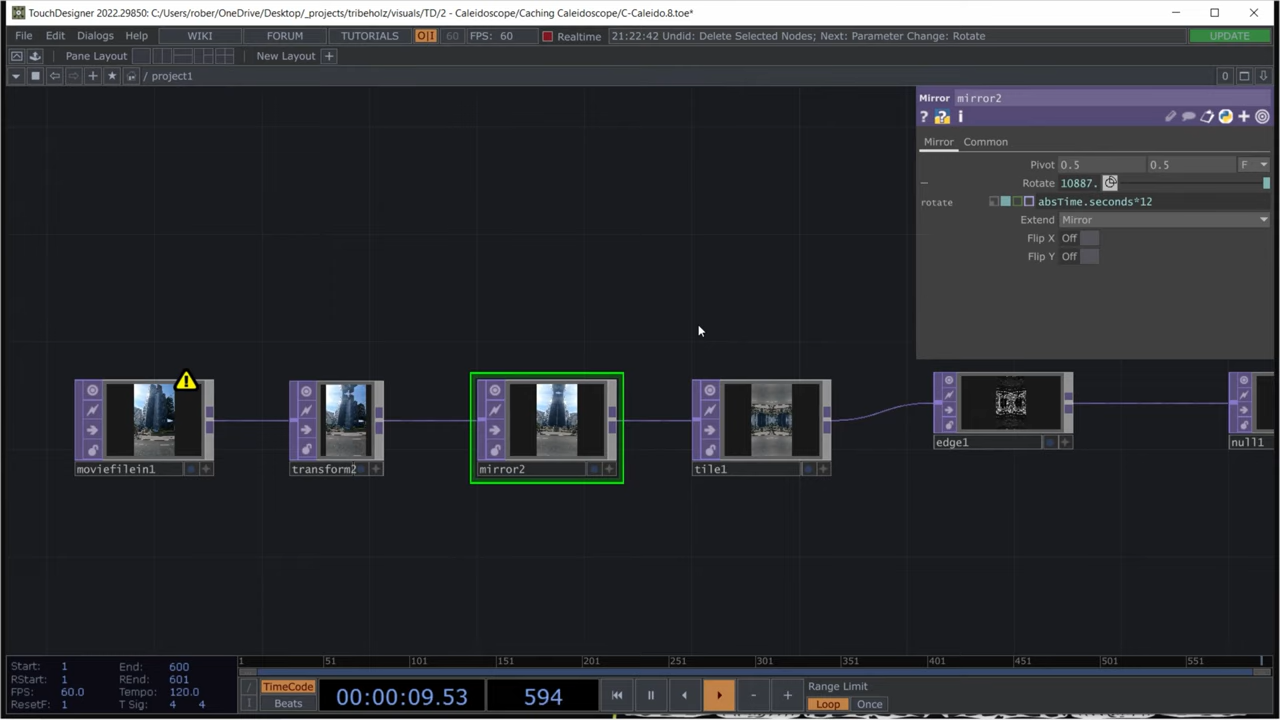 TouchDesigner 2022.29850: C:/Users/rober/OneDrive/Desktop/_projects/tribeholz/visuals/TD/2 - Caleidoscope/Caching Caleidoscope/C-Caleido.8.toe*
File Edit Dialogs Help WIKI FORUM TUTORIALS O|I 60 FPS: 60 Realtime 21:22:42 Undid: Delete Selected Nodes; Next: Parameter Change: Rotate UPDATE
Pane Layout New Layout +
/ project1 0
Mirror mirror2
? ? i
Mirror Common
Pivot 0.5 0.5 F
Rotate 10887.
rotate absTime.seconds*12
Extend Mirror
Flip X Off
Flip Y Off
edge1 null1
moviefilein1 transform2 mirror2 tile1
Start: 1 End: 600
RStart: 1 REnd: 601
FPS: 60.0 Tempo: 120.0
ResetF: 1 T Sig: 4 4
1 51 101 151 201 251 301 351 401 451 501 551
TimeCode
Beats
00:00:09.53 594
- +
Range Limit
Loop Once